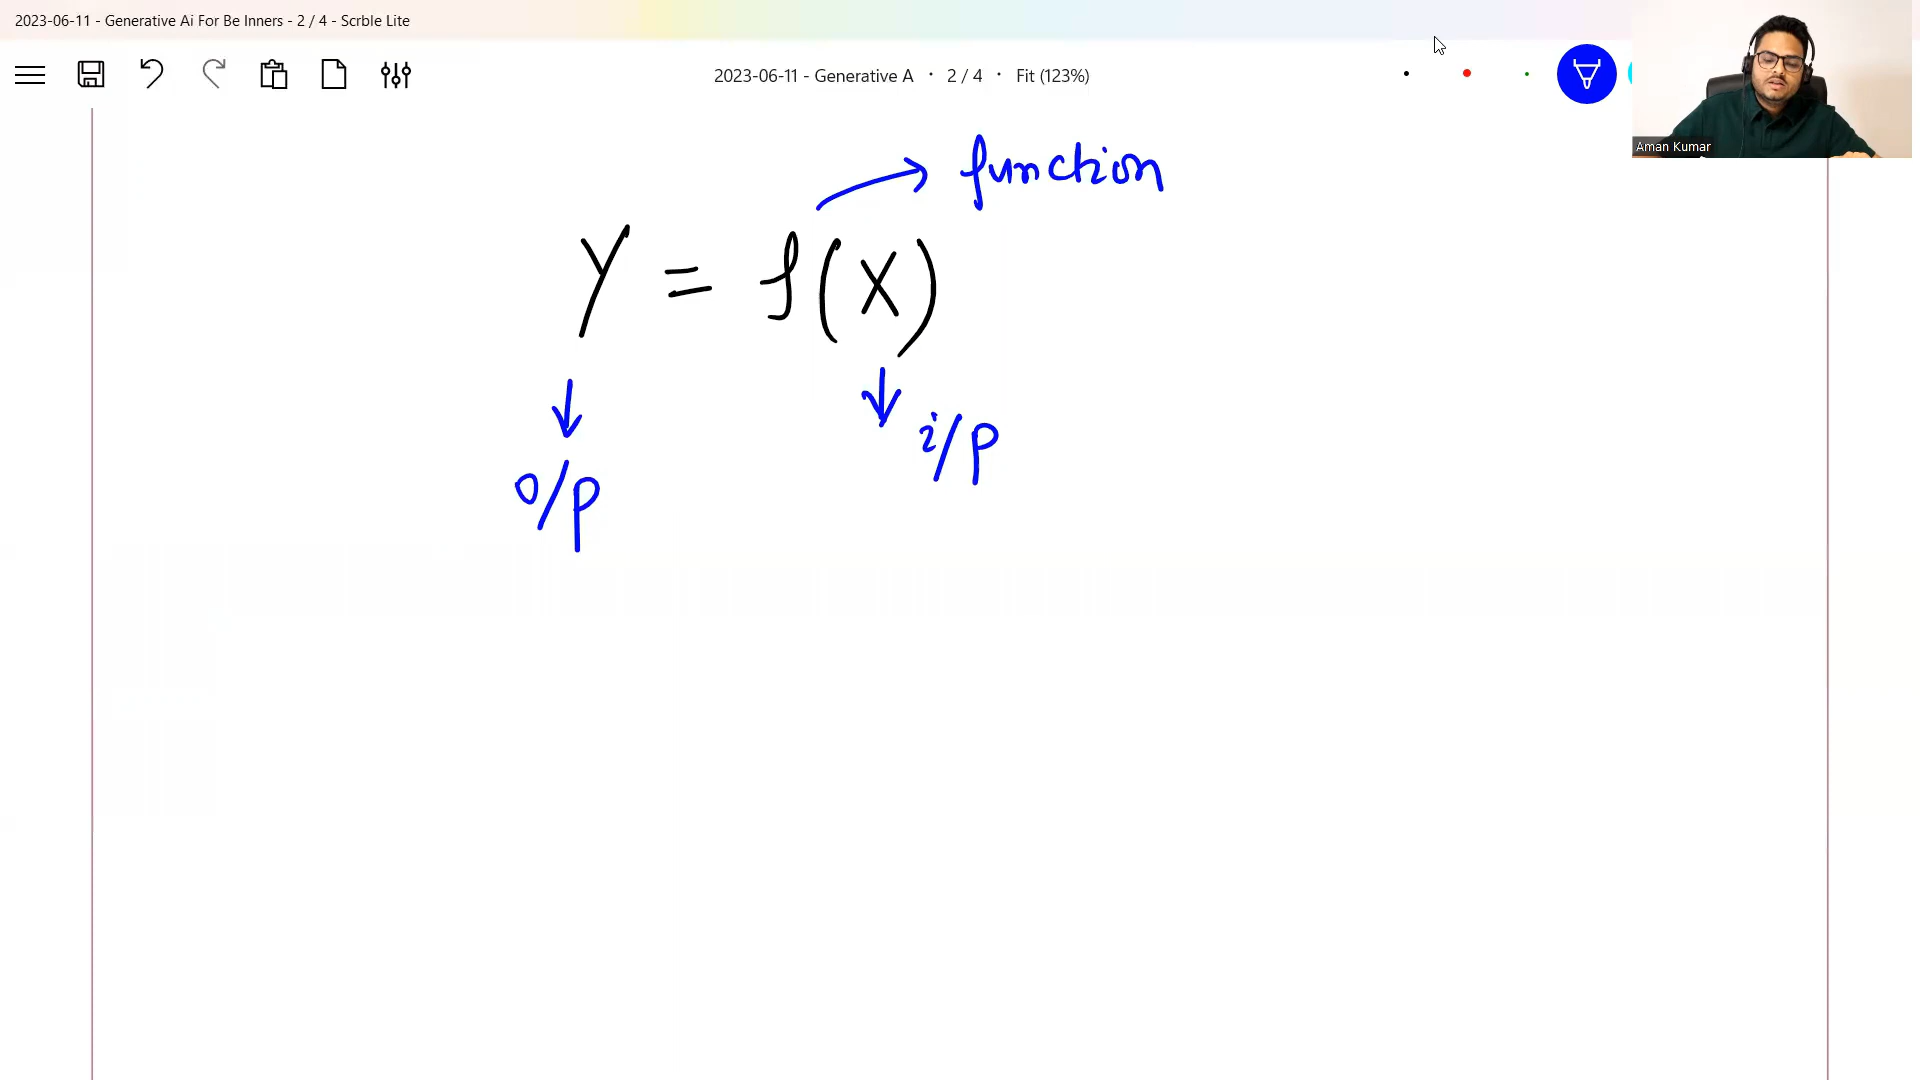 2023-06-11 - Generative Ai For Be Inners - 2 / 4 - Scrble Lite
2023-06-11 - Generative A • 2 / 4 • Fit (123%)
Aman Kumar
function
Y = f(X)
i/p
o/p